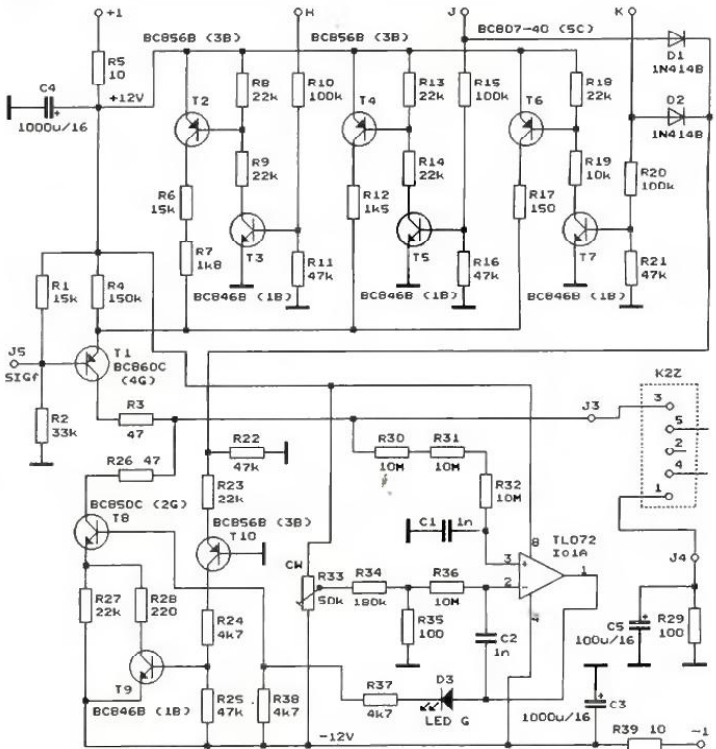 +1
H
J
K
BC856B (3B)
BC856B (3B)
BC807-40 (5C)
R5
10
D1
1N4148
C4
+12V
1000u/16
R8
22k
R10
100k
R13
22k
R15
100k
R18
22k
T2
T4
T6
D2
1N4148
R9
22k
R14
22k
R19
10k
R20
100k
R6
15k
R12
1k5
R17
150
R7
1k8
T3
R11
47k
T5
R16
47k
T7
R21
47k
BC846B (1B)
BC846B (1B)
BC846B (1B)
R1
15k
R4
150k
J5
SIGf
T1
BC860C
(4G)
K2Z
3
5
2
4
1
J3
R2
33k
R3
47
R26 47
R22
47k
R30
10M
R31
10M
R32
10M
BC850C (2G)
T8
R23
22k
BC856B (3B)
T10
C1
1n
8
TL072
IO1A
3
+
2
-
1
4
J4
CW
R33
50k
R34
180k
R36
10M
R27
22k
R28
220
R24
4k7
R35
100
C2
1n
C5
100u/16
R29
100
T9
BC846B (1B)
R25
47k
R38
4k7
R37
4k7
D3
LED G
C3
1000u/16
-12V
R39 10
-1